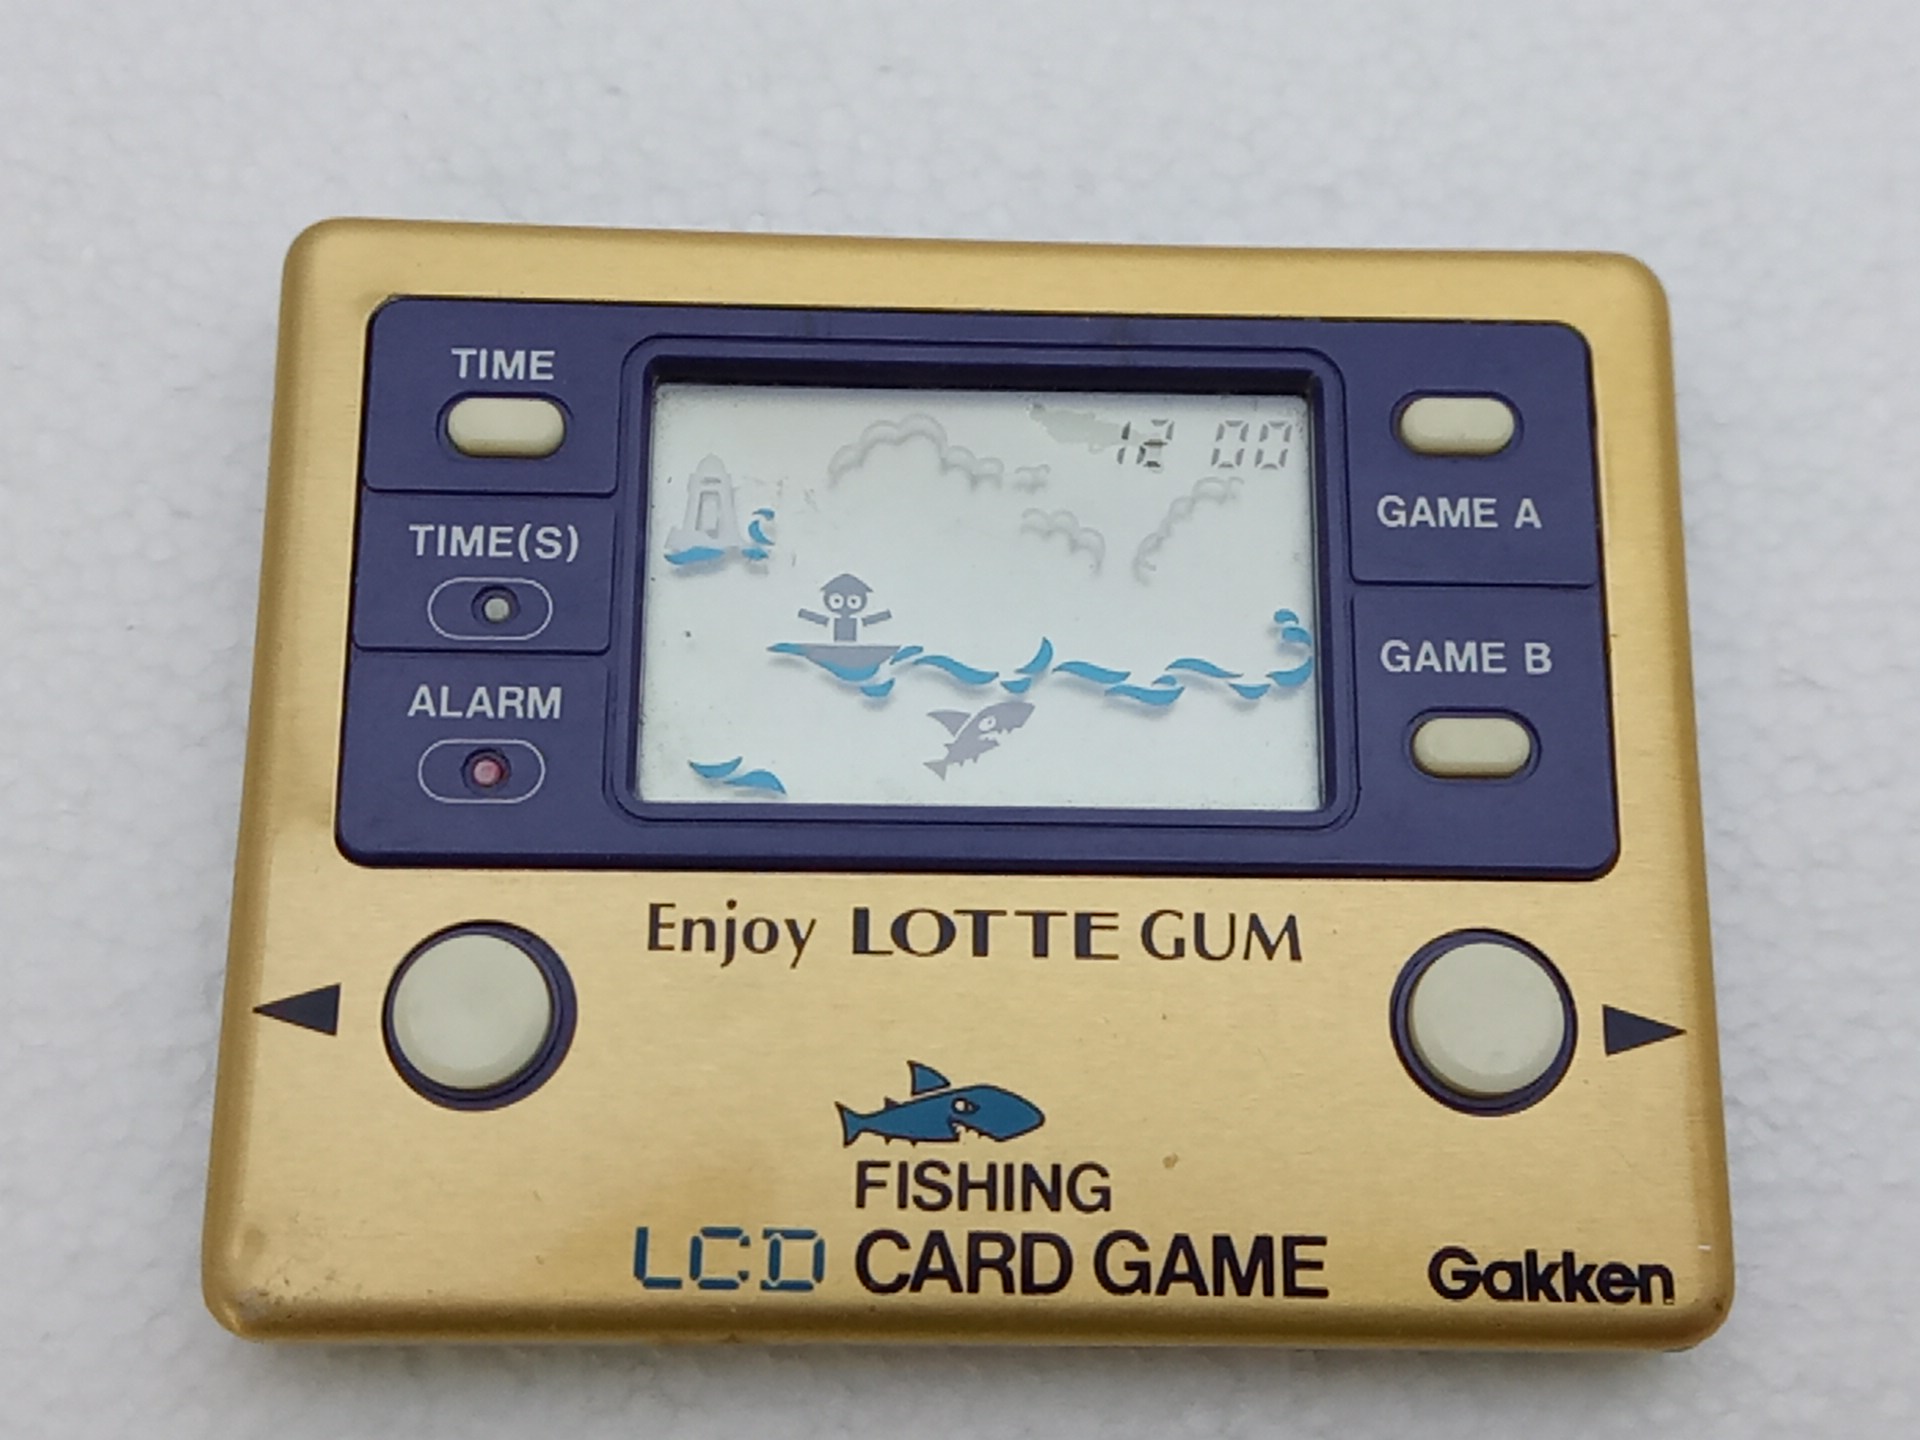 TIME
TIME(S)
ALARM
12 00
GAME A
GAME B
Enjoy LOTTE GUM
FISHING
LCD CARD GAME
Gakken